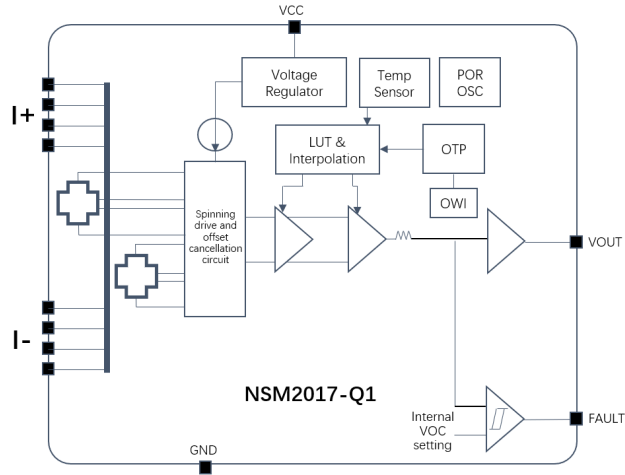 VCC
Voltage
Regulator
Temp
Sensor
POR
OSC
I+
LUT &
Interpolation
OTP
OWI
Spinning
drive and
offset
cancellation
circuit
VOUT
I-
NSM2017-Q1
Internal
VOC
setting
FAULT
GND